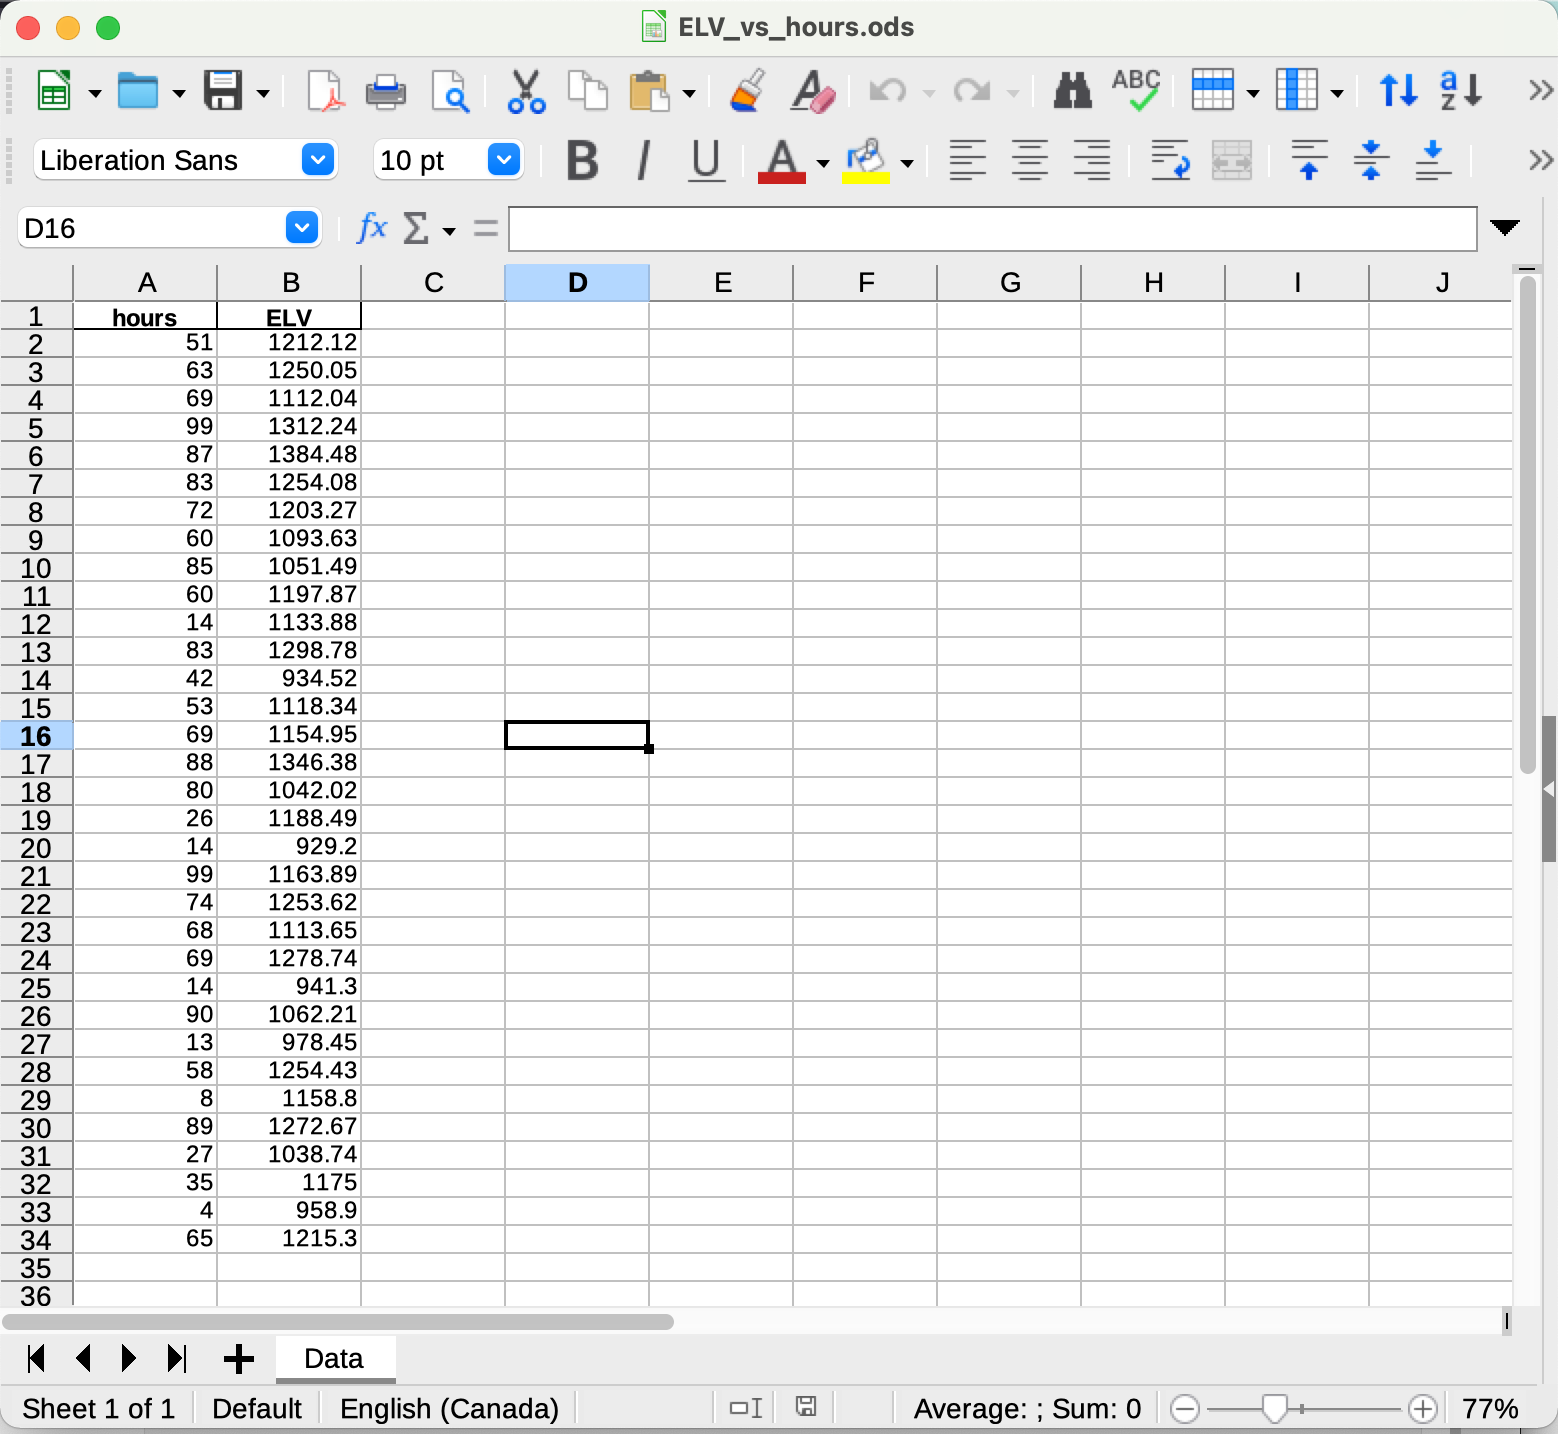 ELV_vs_hours.ods
ABC
a
z
Liberation Sans 10 pt B I U A
D16 fx Σ =
A B C D E F G H I J
1 hours ELV
2 51 1212.12
3 63 1250.05
4 69 1112.04
5 99 1312.24
6 87 1384.48
7 83 1254.08
8 72 1203.27
9 60 1093.63
10 85 1051.49
11 60 1197.87
12 14 1133.88
13 83 1298.78
14 42 934.52
15 53 1118.34
16 69 1154.95
17 88 1346.38
18 80 1042.02
19 26 1188.49
20 14 929.2
21 99 1163.89
22 74 1253.62
23 68 1113.65
24 69 1278.74
25 14 941.3
26 90 1062.21
27 13 978.45
28 58 1254.43
29 8 1158.8
30 89 1272.67
31 27 1038.74
32 35 1175
33 4 958.9
34 65 1215.3
35
36
Data
Sheet 1 of 1 Default English (Canada) Average: ; Sum: 0 77%